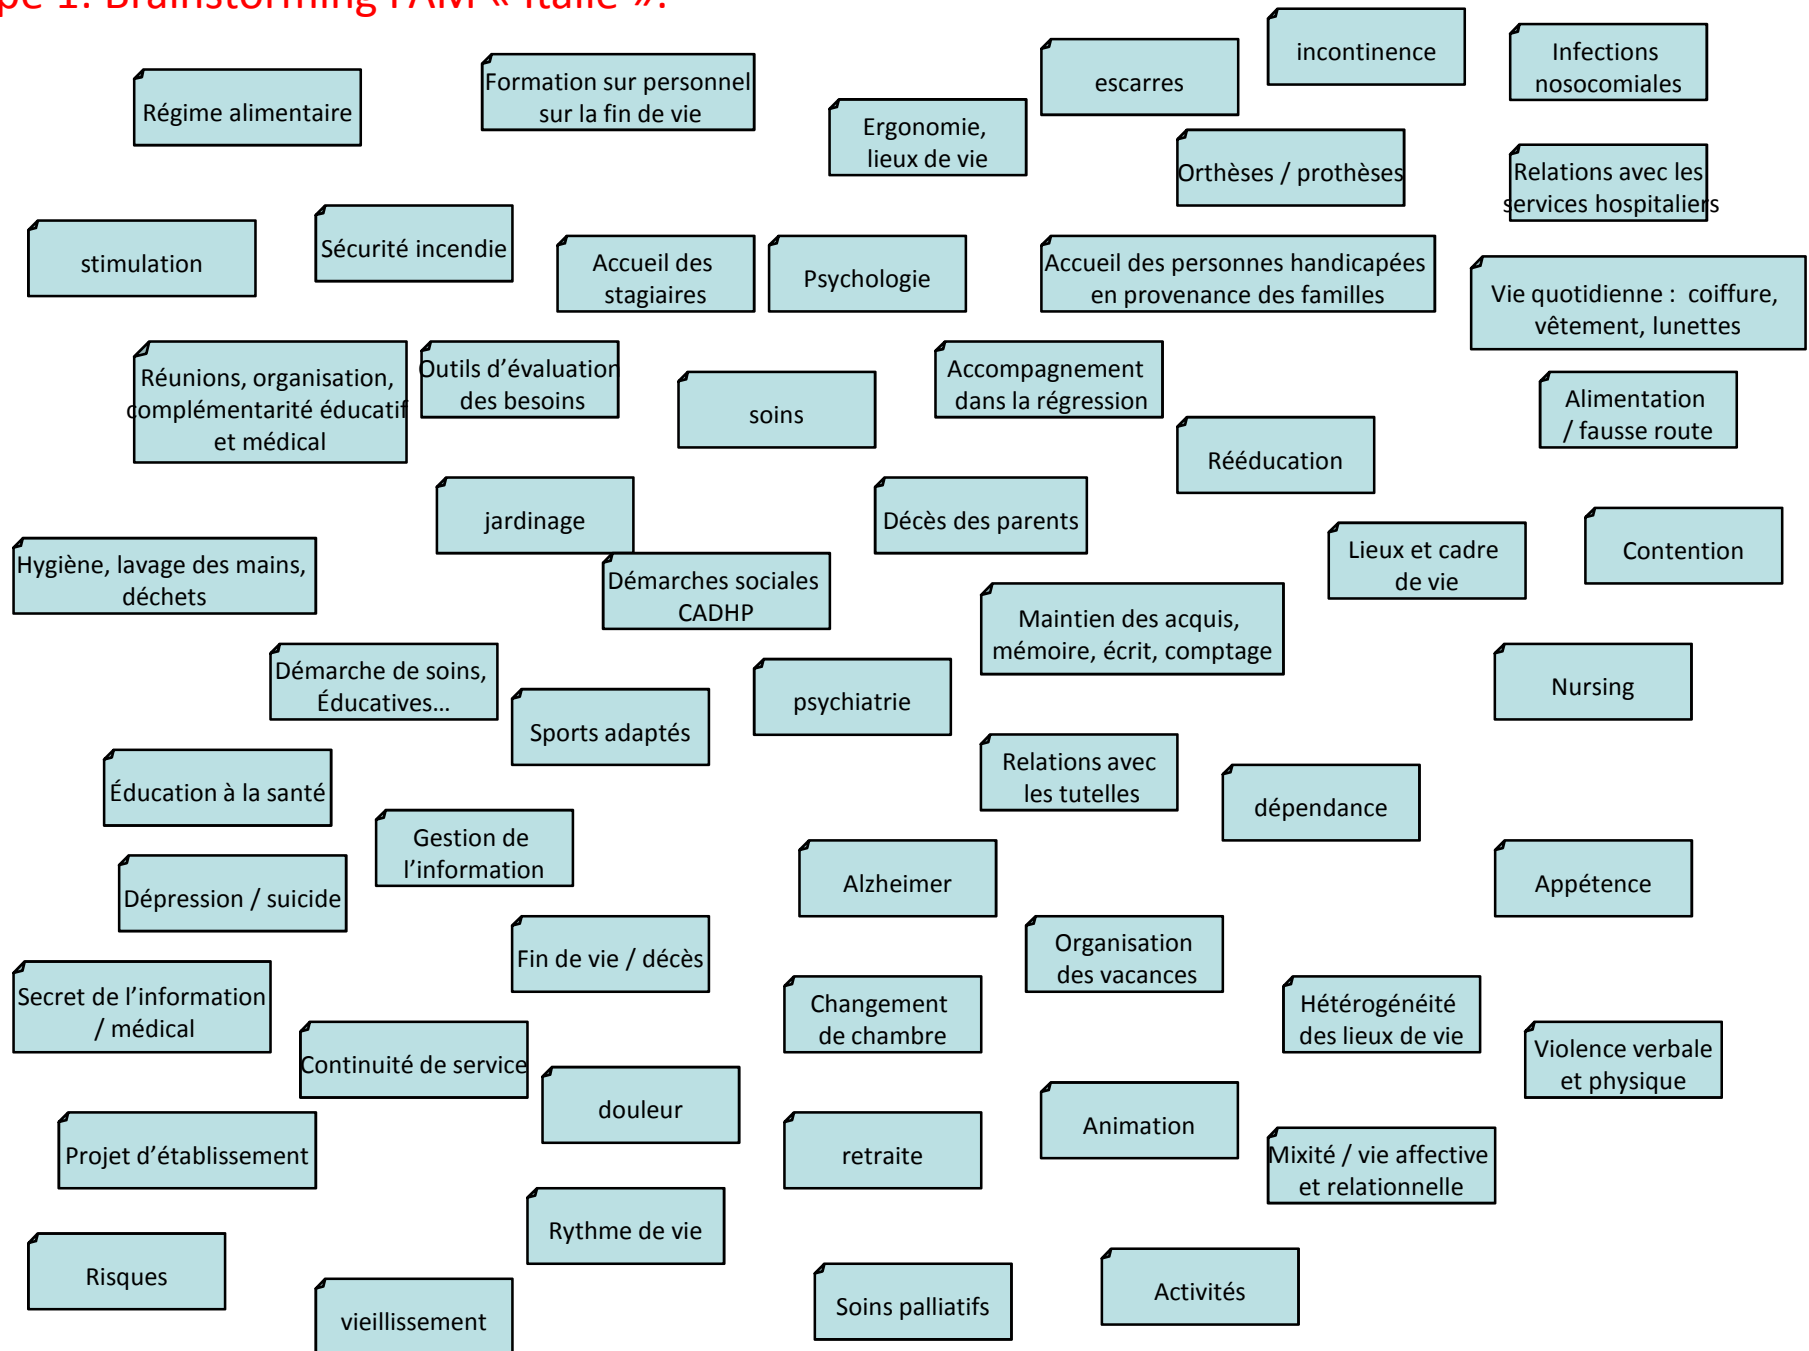 pe 1: Brainstorming FAM « Italie ».
incontinence
Infections
nosocomiales
escarres
Régime alimentaire
Formation sur personnel
sur la fin de vie
Ergonomie,
lieux de vie
Orthèses / prothèses
Relations avec les
services hospitaliers
stimulation
Sécurité incendie
Accueil des
stagiaires
Psychologie
Accueil des personnes handicapées
en provenance des familles
Vie quotidienne :  coiffure,
vêtement, lunettes
Réunions, organisation,
complémentarité éducatif
et médical
Outils d’évaluation
des besoins
soins
Accompagnement
dans la régression
Alimentation
/ fausse route
Rééducation
jardinage
Décès des parents
Lieux et cadre
de vie
Contention
Hygiène, lavage des mains,
déchets
Démarches sociales
CADHP
Maintien des acquis,
mémoire, écrit, comptage
Démarche de soins,
Éducatives…
Sports adaptés
psychiatrie
Nursing
Éducation à la santé
Relations avec
les tutelles
dépendance
Gestion de
l’information
Dépression / suicide
Alzheimer
Appétence
Fin de vie / décès
Organisation
des vacances
Secret de l’information
/ médical
Changement
de chambre
Hétérogénéité
des lieux de vie
Continuité de service
Violence verbale
et physique
douleur
Projet d’établissement
retraite
Animation
Mixité / vie affective
et relationnelle
Rythme de vie
Risques
vieillissement
Soins palliatifs
Activités